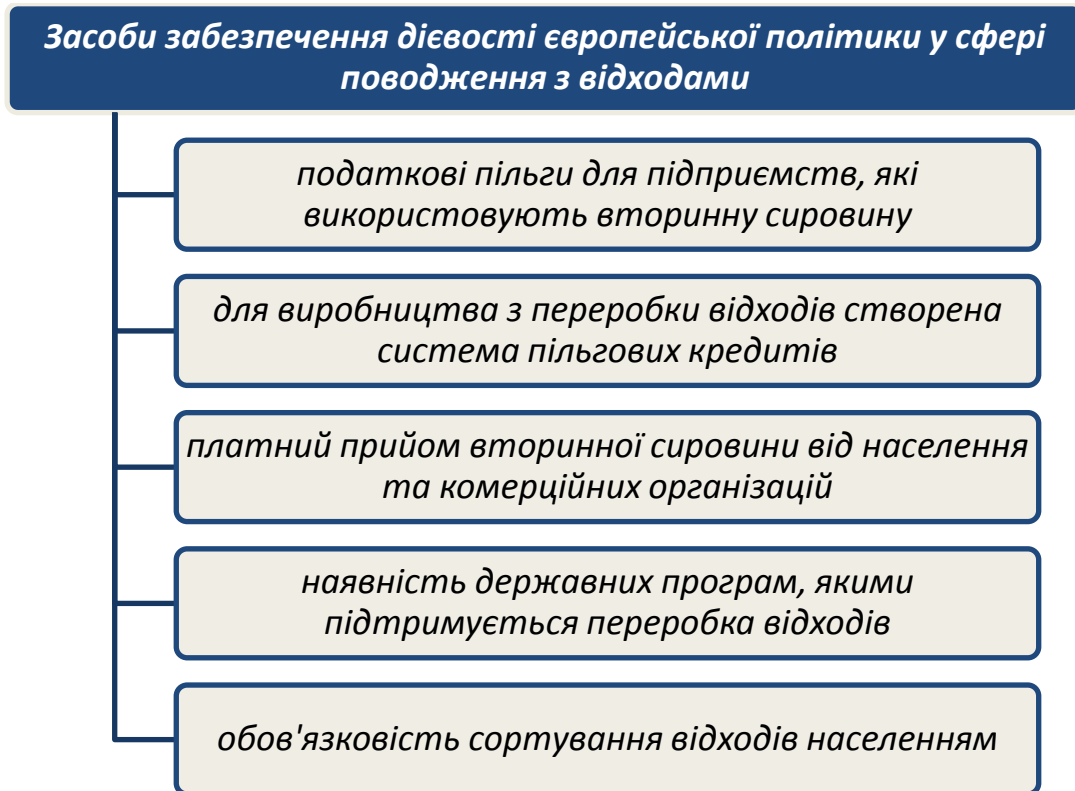 Засоби забезпечення дієвості європейської політики у сфері
поводження з відходами
податкові пільги для підприємств, які
використовують вторинну сировину
для виробництва з переробки відходів створена
система пільгових кредитів
платний прийом вторинної сировини від населення
та комерційних організацій
наявність державних програм, якими
підтримується переробка відходів
обов'язковість сортування відходів населенням